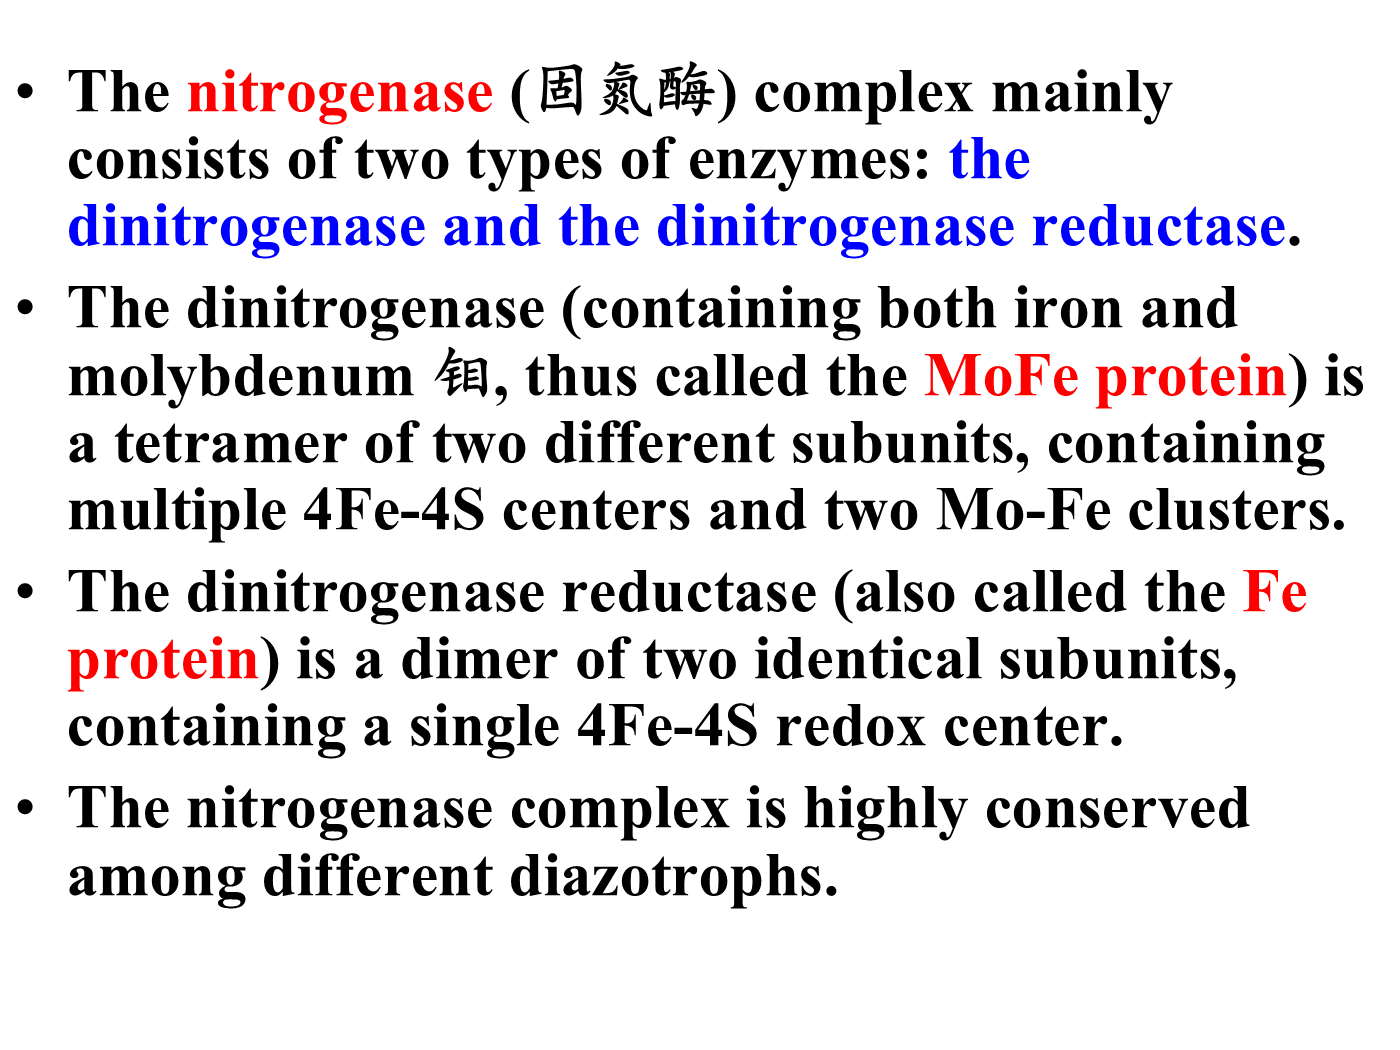 • The nitrogenase (固氮酶) complex mainly
consists of two types of enzymes: the
dinitrogenase and the dinitrogenase reductase.
• The dinitrogenase (containing both iron and
molybdenum 钼, thus called the MoFe protein) is
a tetramer of two different subunits, containing
multiple 4Fe-4S centers and two Mo-Fe clusters.
• The dinitrogenase reductase (also called the Fe
protein) is a dimer of two identical subunits,
containing a single 4Fe-4S redox center.
• The nitrogenase complex is highly conserved
among different diazotrophs.